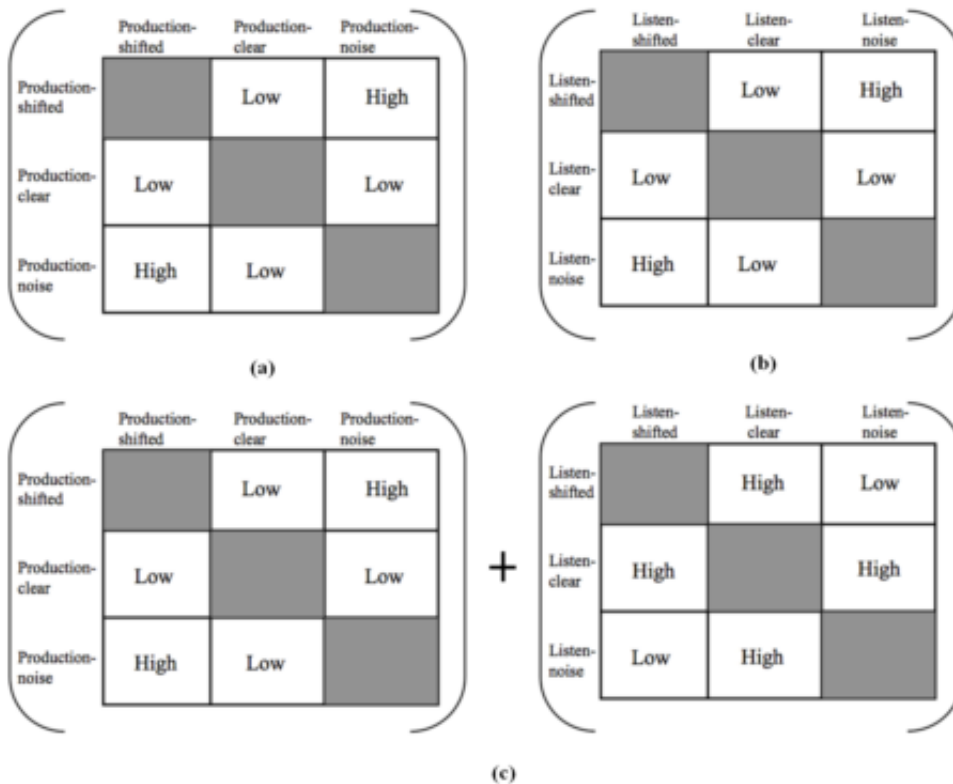 Production- Production- Production-
shifted clear noise
Production-
shifted
Low High
Production-
clear
Low Low
Production-
noise
High Low
(a)
Listen- Listen- Listen-
shifted clear noise
Listen-
shifted
Low High
Listen-
clear
Low Low
Listen-
noise
High Low
(b)
Production- Production- Production-
shifted clear noise
Production-
shifted
Low High
Production-
clear
Low Low
Production-
noise
High Low
+
Listen- Listen- Listen-
shifted clear noise
Listen-
shifted
High Low
Listen-
clear
High High
Listen-
noise
Low High
(c)